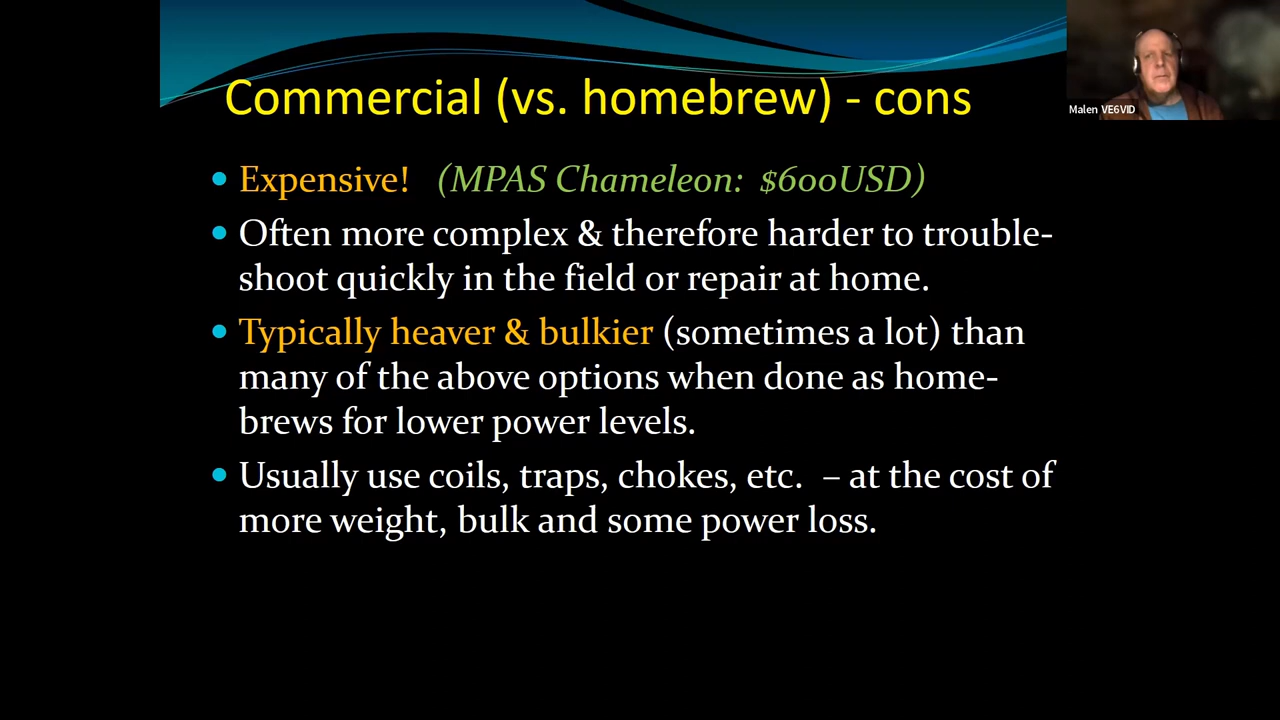 Commercial (vs. homebrew) - cons
Malen VE6VID
• Expensive! (MPAS Chameleon: $600USD)
• Often more complex & therefore harder to trouble-
shoot quickly in the field or repair at home.
• Typically heaver & bulkier (sometimes a lot) than
many of the above options when done as home-
brews for lower power levels.
• Usually use coils, traps, chokes, etc. – at the cost of
more weight, bulk and some power loss.